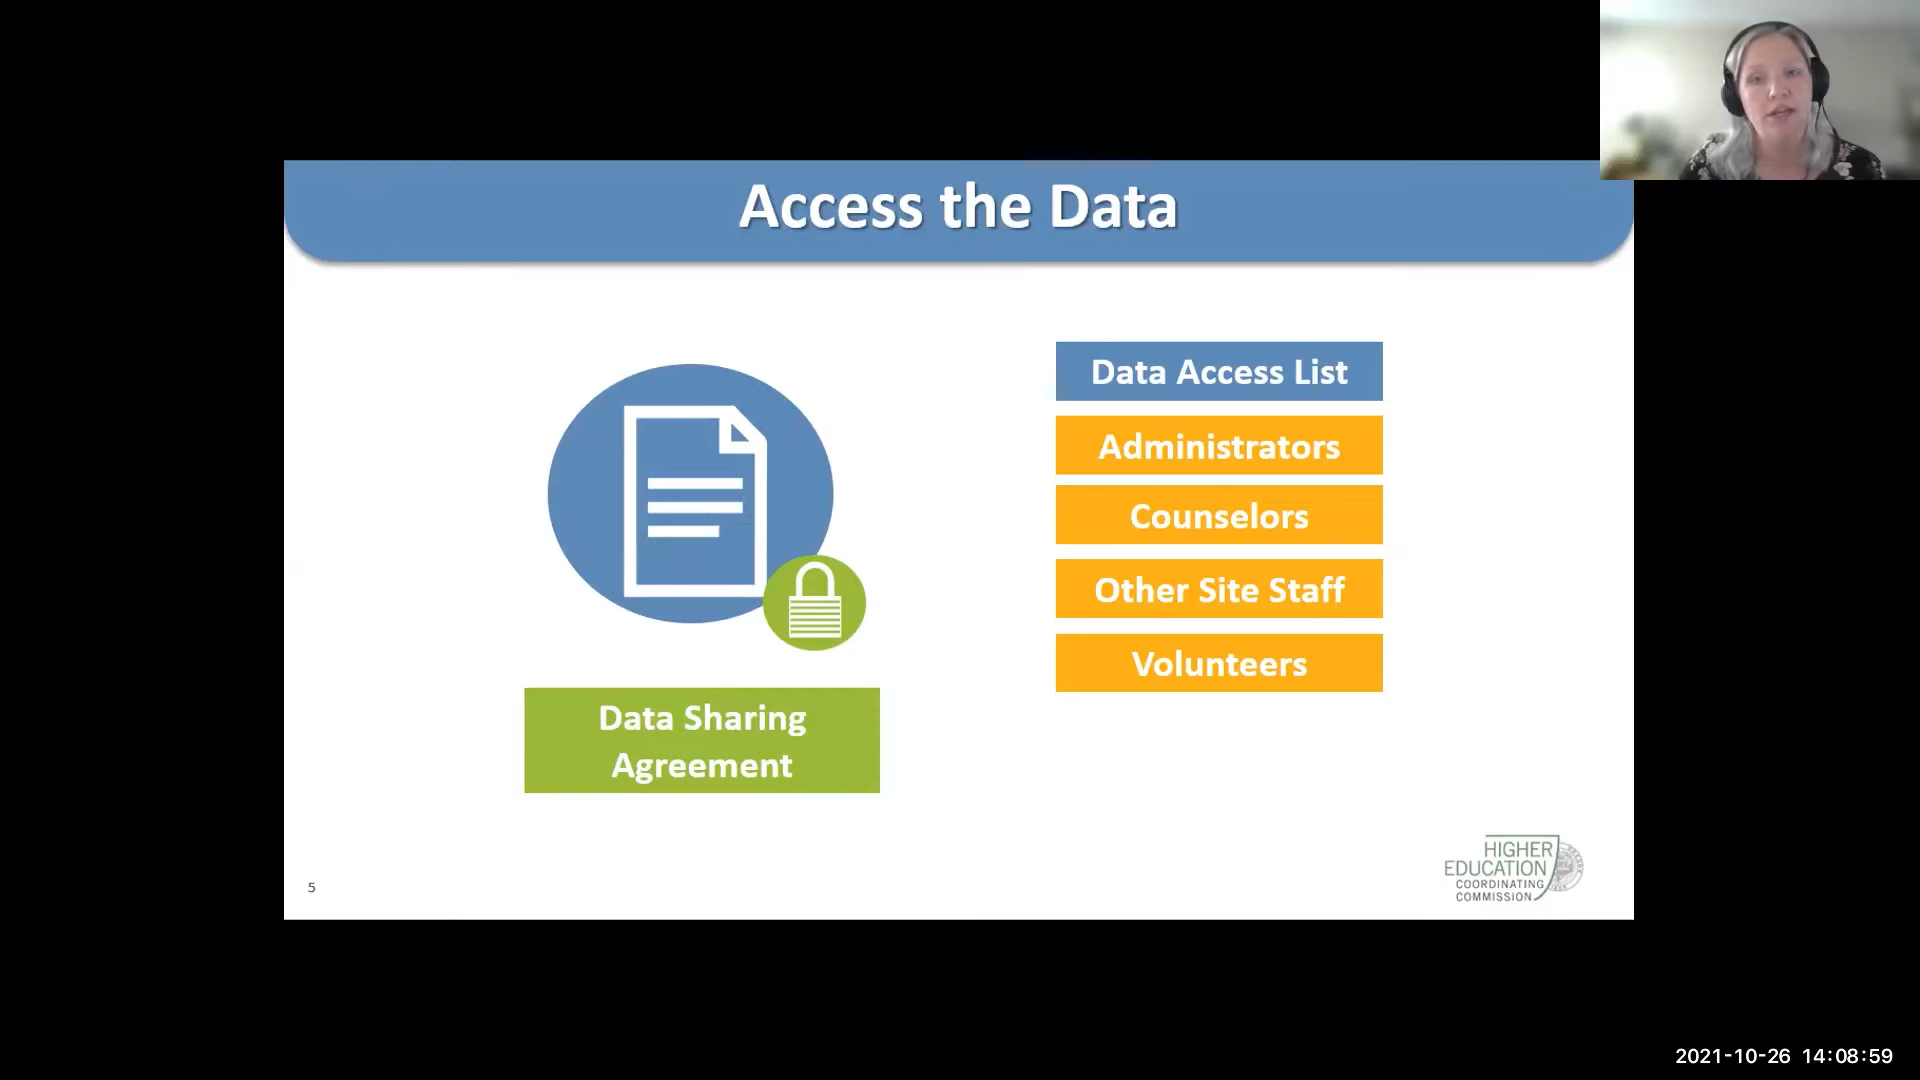 Access the Data
Data Access List
Administrators
Counselors
Other Site Staff
Volunteers
Data Sharing
Agreement
HIGHER
EDUCATION
COORDINATING
COMMISSION
5
2021-10-26 14:08:59